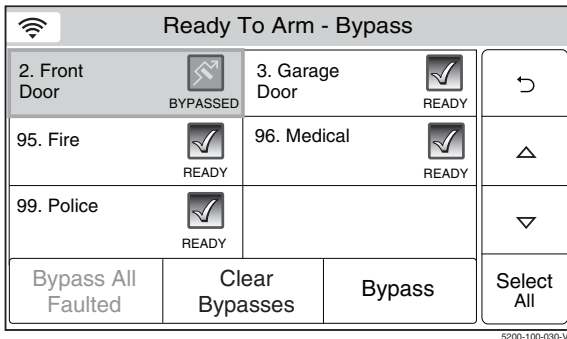 Ready To Arm - Bypass
2. Front
Door
BYPASSED
3. Garage
Door
READY
95. Fire
READY
96. Medical
READY
99. Police
READY
Bypass All
Faulted
Clear
Bypasses
Bypass
Select
All
5200-100-030-V